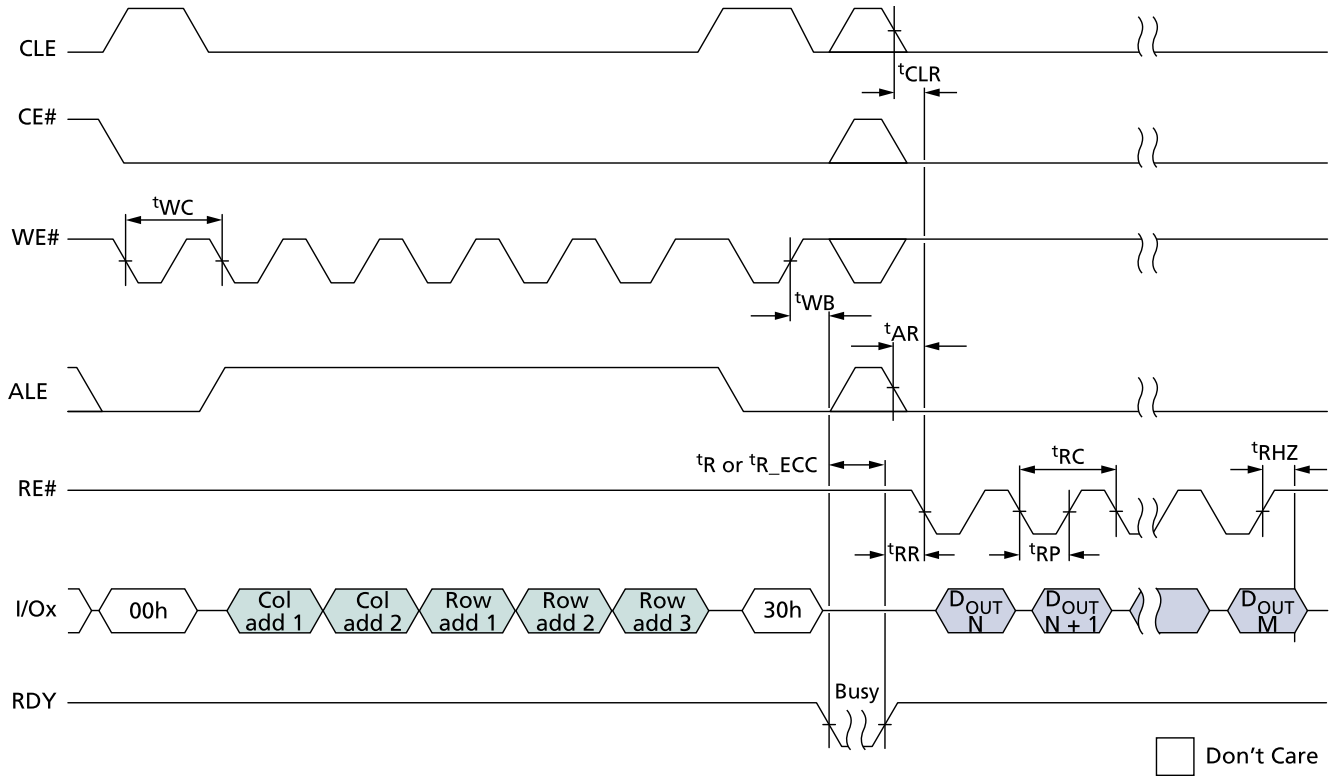 CLE
tCLR
CE#
tWC
WE#
tWB
tAR
ALE
tR or tR_ECC
tRC
tRHZ
RE#
tRR
tRP
I/Ox
00h
Col
add 1
Col
add 2
Row
add 1
Row
add 2
Row
add 3
30h
DOUT
N
DOUT
N + 1
DOUT
M
RDY
Busy
Don't Care